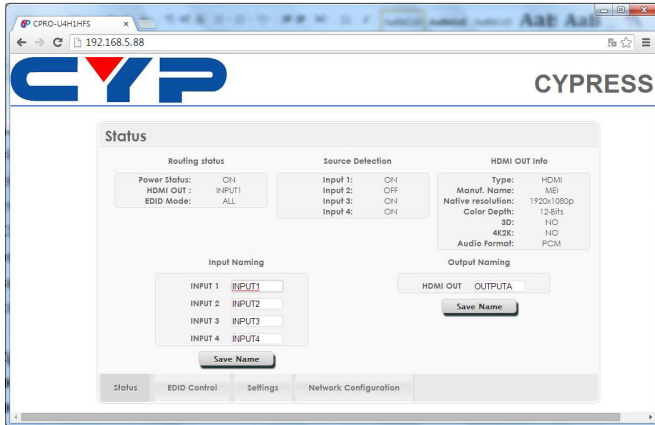 CPRO-U4H1HFS
192.168.5.88
CYP
CYPRESS
Status
Routing status
Power Status: ON
HDMI OUT : INPUT1
EDID Mode: ALL
Source Detection
Input 1: ON
Input 2: OFF
Input 3: ON
Input 4: ON
HDMI OUT Info
Type: HDMI
Manuf. Name: MEI
Native resolution: 1920x1080p
Color Depth: 12-Bits
3D: NO
4K2K: NO
Audio Format: PCM
Input Naming
INPUT 1 INPUT1
INPUT 2 INPUT2
INPUT 3 INPUT3
INPUT 4 INPUT4
Save Name
Output Naming
HDMI OUT OUTPUTA
Save Name
Status EDID Control Settings Network Configuration